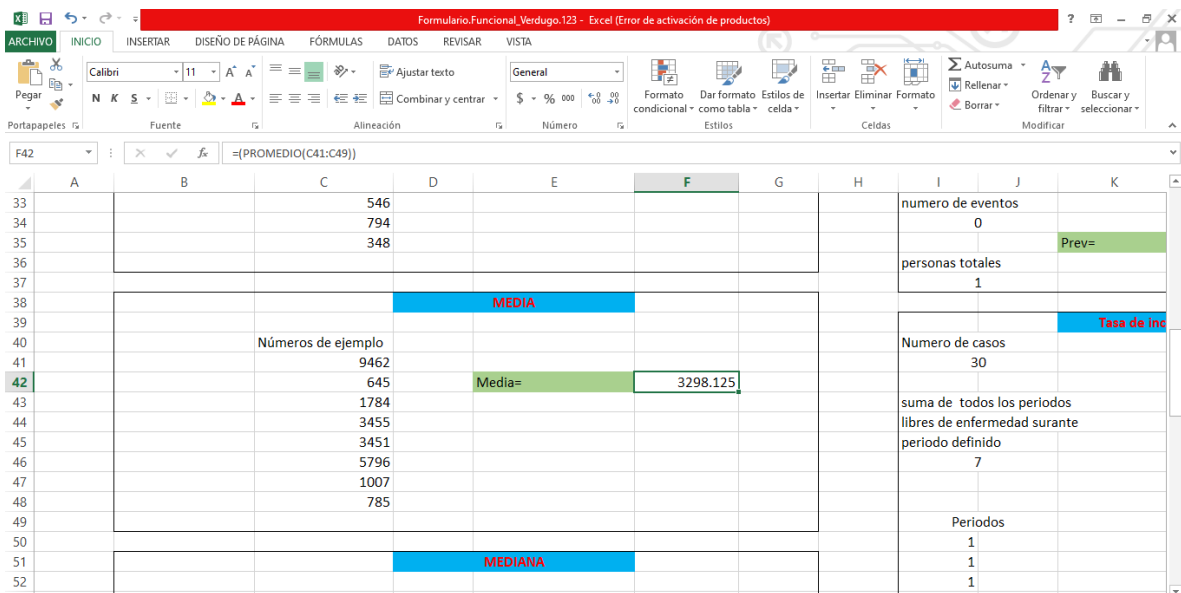 Formulario.Funcional_Verdugo.123 - Excel (Error de activación de productos)
ARCHIVO INICIO INSERTAR DISEÑO DE PÁGINA FÓRMULAS DATOS REVISAR VISTA
Calibri 11 Ajustar texto General Autosuma
Rellenar
Pegar N K S A Combinar y centrar $ % 000 Formato condicional Dar formato como tabla Estilos de celda Insertar Eliminar Formato Borrar Ordenar y filtrar Buscar y seleccionar
Portapapeles Fuente Alineación Número Estilos Celdas Modificar
F42 fx =(PROMEDIO(C41:C49))
A B C D E F G H I J K
33 546 numero de eventos
34 794 0
35 348 Prev=
36 personas totales
37 1
38 MEDIA
39 Tasa de inc
40 Números de ejemplo Numero de casos
41 9462 30
42 645 Media= 3298.125
43 1784 suma de todos los periodos
44 3455 libres de enfermedad surante
45 3451 periodo definido
46 5796 7
47 1007
48 785
49 Periodos
50 1
51 MEDIANA 1
52 1